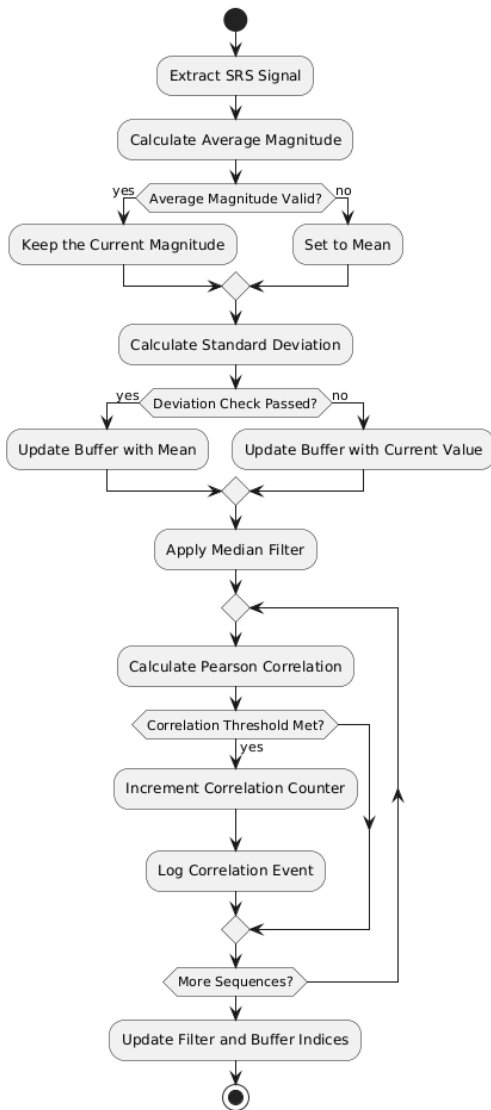 Extract SRS Signal
Calculate Average Magnitude
yes
Average Magnitude Valid?
no
Keep the Current Magnitude
Set to Mean
Calculate Standard Deviation
yes
Deviation Check Passed?
no
Update Buffer with Mean
Update Buffer with Current Value
Apply Median Filter
Calculate Pearson Correlation
Correlation Threshold Met?
yes
Increment Correlation Counter
Log Correlation Event
More Sequences?
Update Filter and Buffer Indices